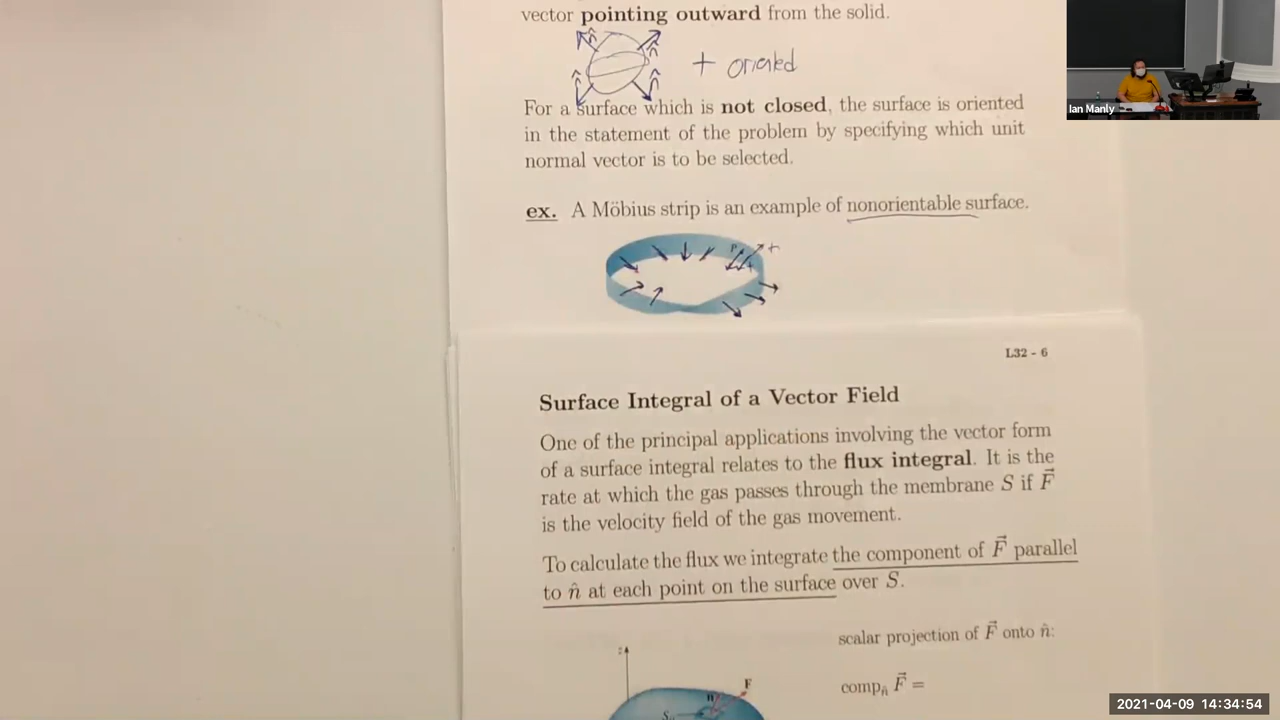 vector pointing outward from the solid.
n̂
n̂
n̂
n̂
+ oriented
For a surface which is not closed, the surface is oriented
in the statement of the problem by specifying which unit
normal vector is to be selected.
ex. A Möbius strip is an example of nonorientable surface.
+
L32 - 6
Surface Integral of a Vector Field
One of the principal applications involving the vector form
of a surface integral relates to the flux integral. It is the
rate at which the gas passes through the membrane S if F⃗
is the velocity field of the gas movement.
To calculate the flux we integrate the component of F⃗ parallel
to n̂ at each point on the surface over S.
scalar projection of F⃗ onto n̂:
z
F
n
comp_n̂ F⃗ =
Ian Manly
2021-04-09 14:34:54